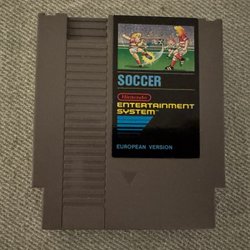 SOCCER
Nintendo
ENTERTAINMENT
SYSTEM
EUROPEAN VERSION